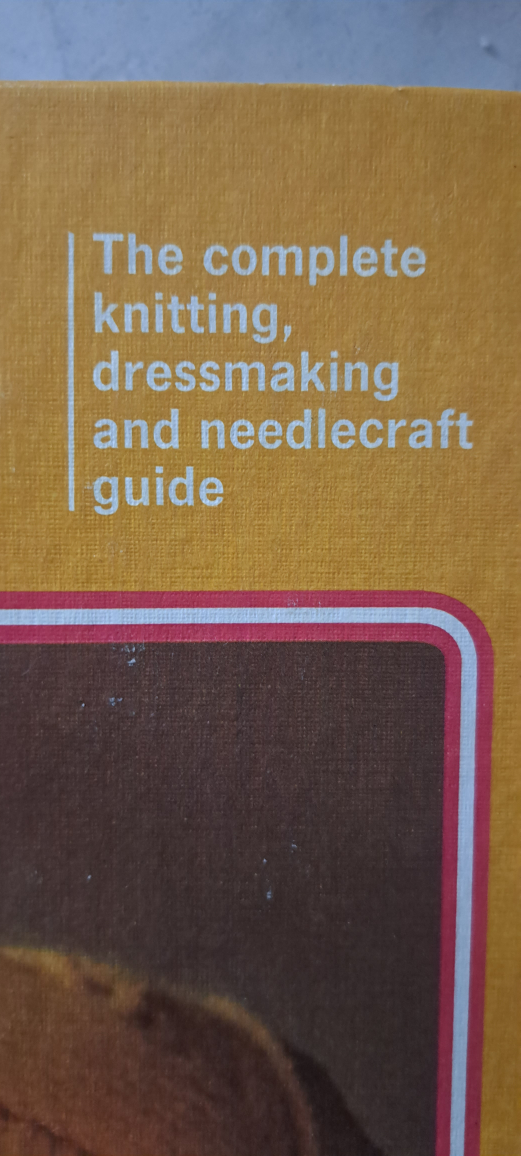 The complete
knitting,
dressmaking
and needlecraft
guide